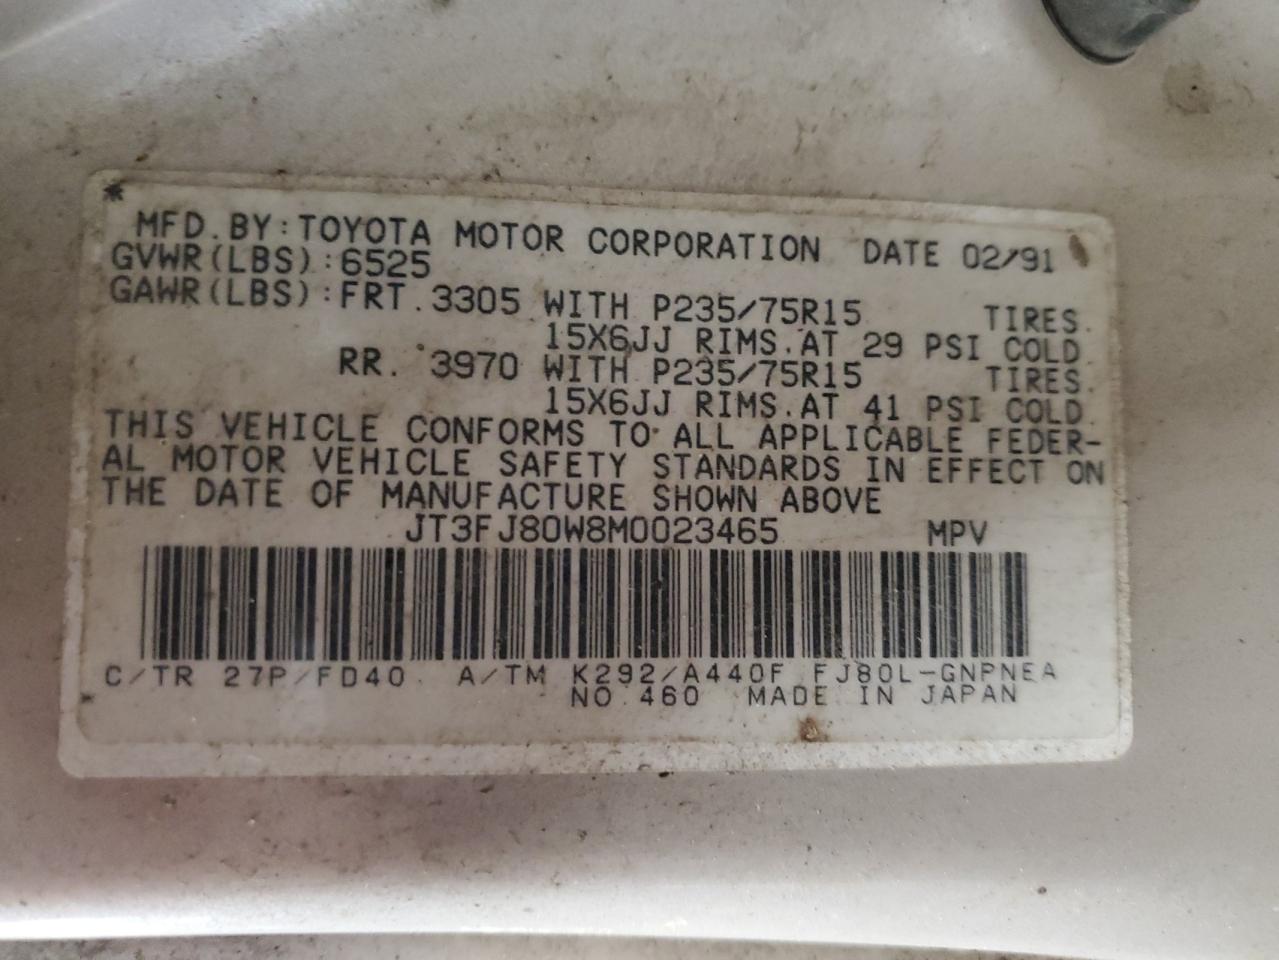 *
MFD. BY: TOYOTA MOTOR CORPORATION DATE 02/91
GVWR(LBS):6525
GAWR(LBS):FRT.3305 WITH P235/75R15 TIRES.
15X6JJ RIMS.AT 29 PSI COLD.
RR. 3970 WITH P235/75R15 TIRES.
15X6JJ RIMS.AT 41 PSI COLD.
THIS VEHICLE CONFORMS TO ALL APPLICABLE FEDER-
AL MOTOR VEHICLE SAFETY STANDARDS IN EFFECT ON
THE DATE OF MANUFACTURE SHOWN ABOVE
JT3FJ80W8M0023465 MPV
C/TR 27P/FD40 A/TM K292/A440F FJ80L-GNPNEA
NO.460 MADE IN JAPAN